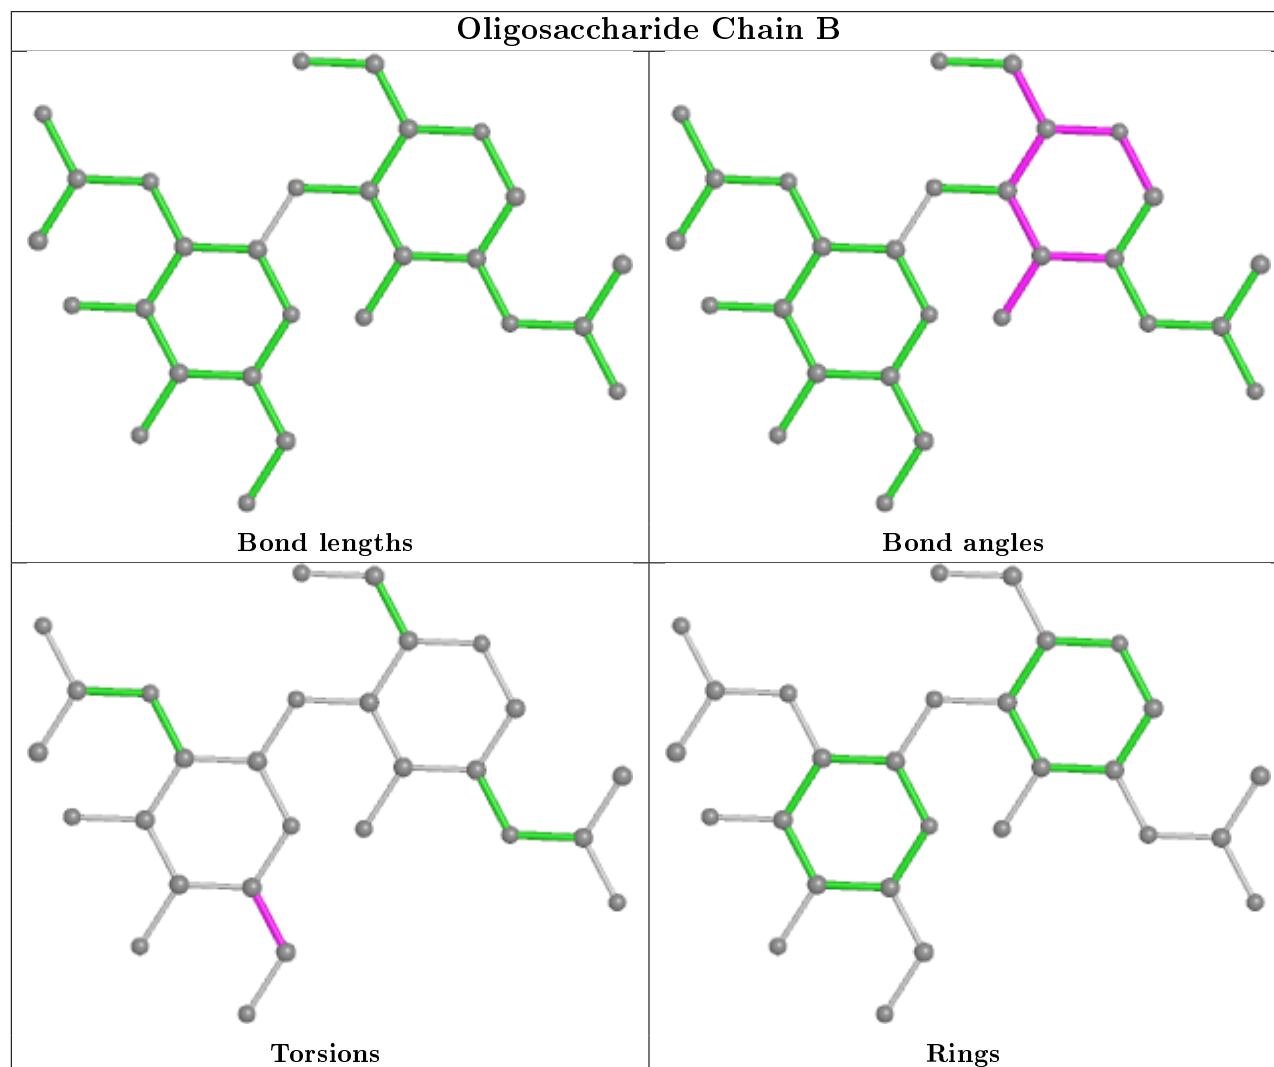 Oligosaccharide Chain B
Bond lengths
Bond angles
Torsions
Rings